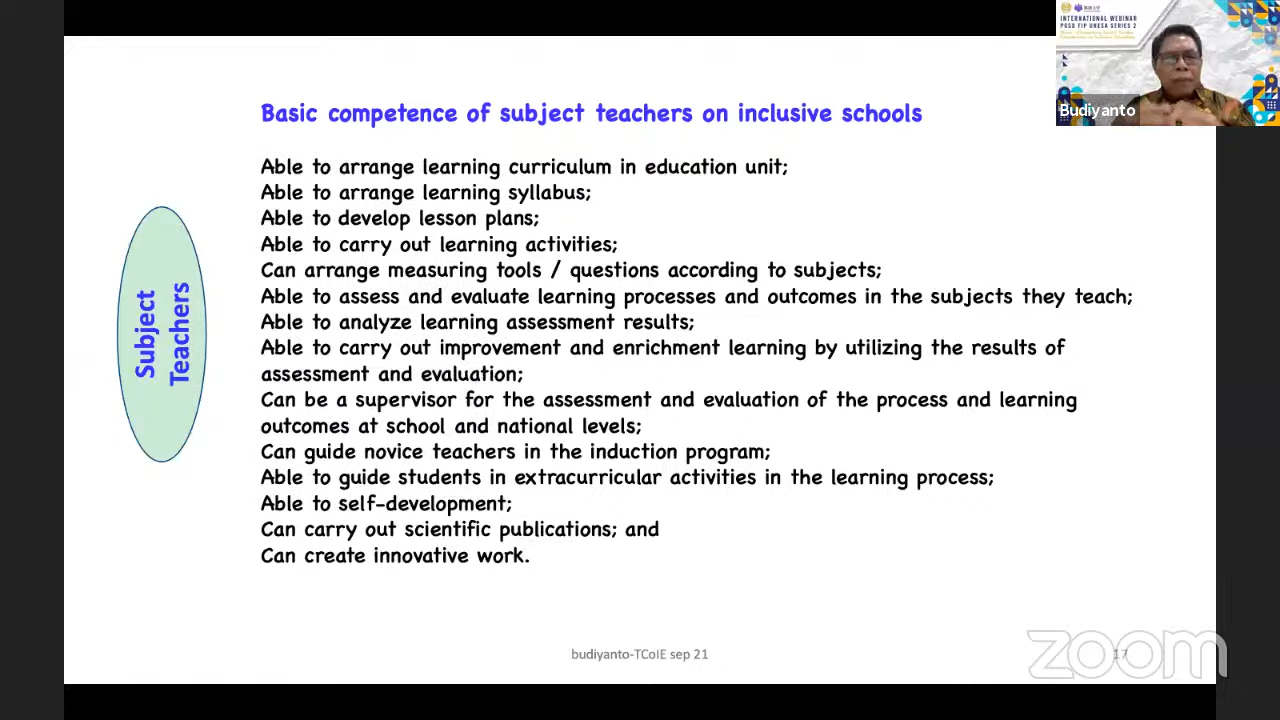 INTERNATIONAL WEBINAR
PGSD FIP UNESA SERIES 2
Budiyanto
Basic competence of subject teachers on inclusive schools
Subject
Teachers
Able to arrange learning curriculum in education unit;
Able to arrange learning syllabus;
Able to develop lesson plans;
Able to carry out learning activities;
Can arrange measuring tools / questions according to subjects;
Able to assess and evaluate learning processes and outcomes in the subjects they teach;
Able to analyze learning assessment results;
Able to carry out improvement and enrichment learning by utilizing the results of
assessment and evaluation;
Can be a supervisor for the assessment and evaluation of the process and learning
outcomes at school and national levels;
Can guide novice teachers in the induction program;
Able to guide students in extracurricular activities in the learning process;
Able to self-development;
Can carry out scientific publications; and
Can create innovative work.
budiyanto-TCoIE sep 21
17
zoom